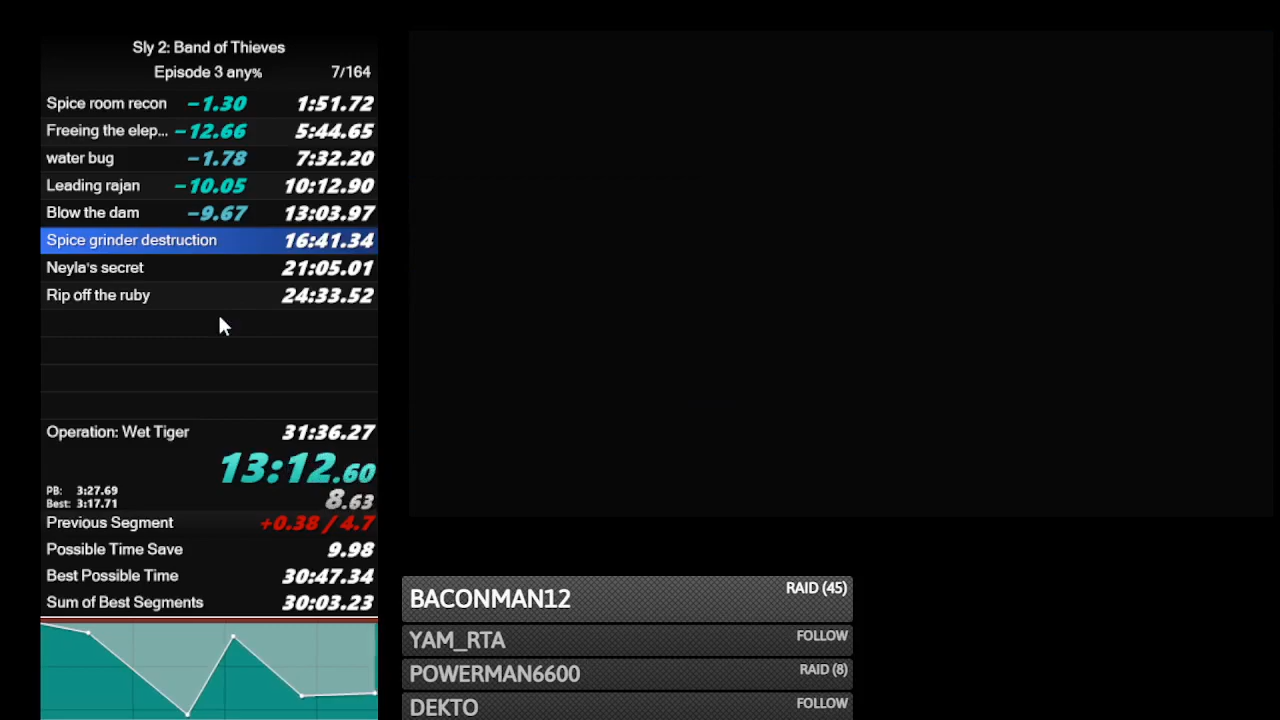 Sly 2: Band of Thieves
Episode 3 any% 7/164
Spice room recon −1.30 1:51.72
Freeing the elep... −12.66 5:44.65
water bug −1.78 7:32.20
Leading rajan −10.05 10:12.90
Blow the dam −9.67 13:03.97
Spice grinder destruction 16:41.34
Neyla's secret 21:05.01
Rip off the ruby 24:33.52
Operation: Wet Tiger 31:36.27
13:12.60
PB: 3:27.69
Best: 3:17.71 8.63
Previous Segment +0.38 / 4.7
Possible Time Save 9.98
Best Possible Time 30:47.34
Sum of Best Segments 30:03.23
BACONMAN12 RAID (45)
YAM_RTA FOLLOW
POWERMAN6600 RAID (8)
DEKTO FOLLOW